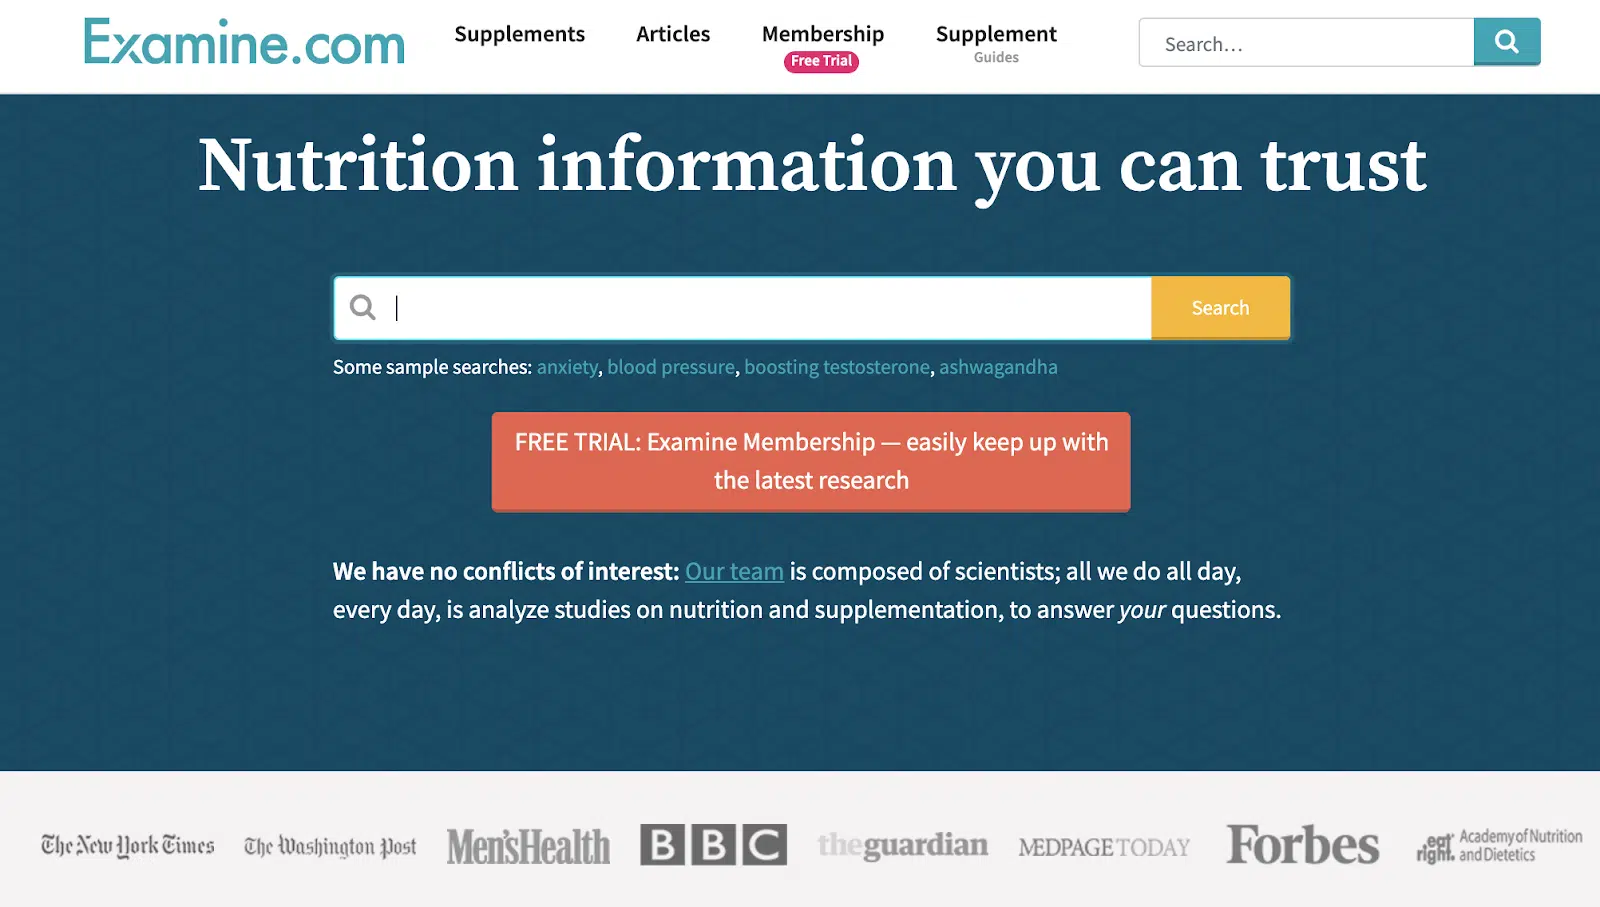 Examine.com
Supplements
Articles
Membership
Free Trial
Supplement
Guides
Search...
Nutrition information you can trust
Search
Some sample searches: anxiety, blood pressure, boosting testosterone, ashwagandha
FREE TRIAL: Examine Membership — easily keep up with
the latest research
We have no conflicts of interest: Our team is composed of scientists; all we do all day,
every day, is analyze studies on nutrition and supplementation, to answer your questions.
The New York Times
The Washington Post
Men'sHealth
BBC
theguardian
MEDPAGE TODAY
Forbes
eat right. Academy of Nutrition
and Dietetics